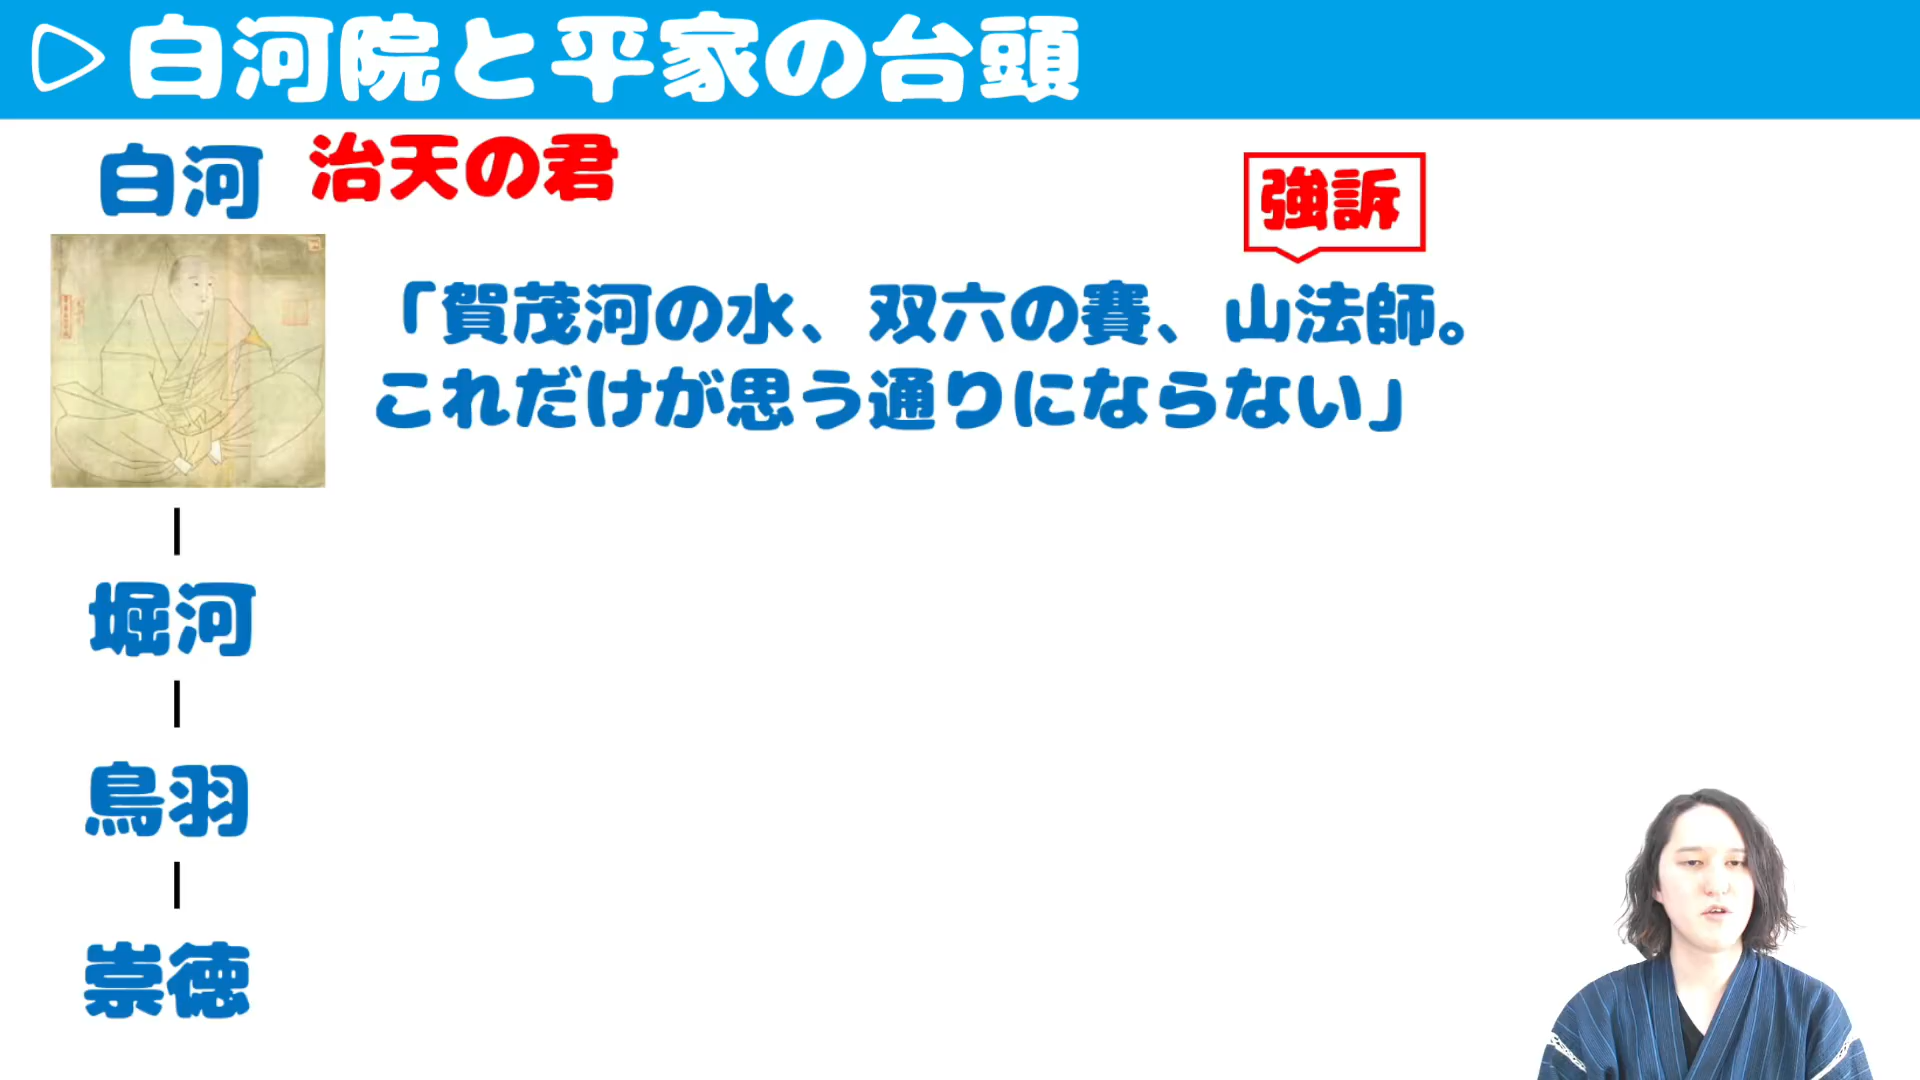 白河院と平家の台頭
白河
治天の君
強訴
「賀茂河の水、双六の賽、山法師。
これだけが思う通りにならない」
堀河
鳥羽
崇徳